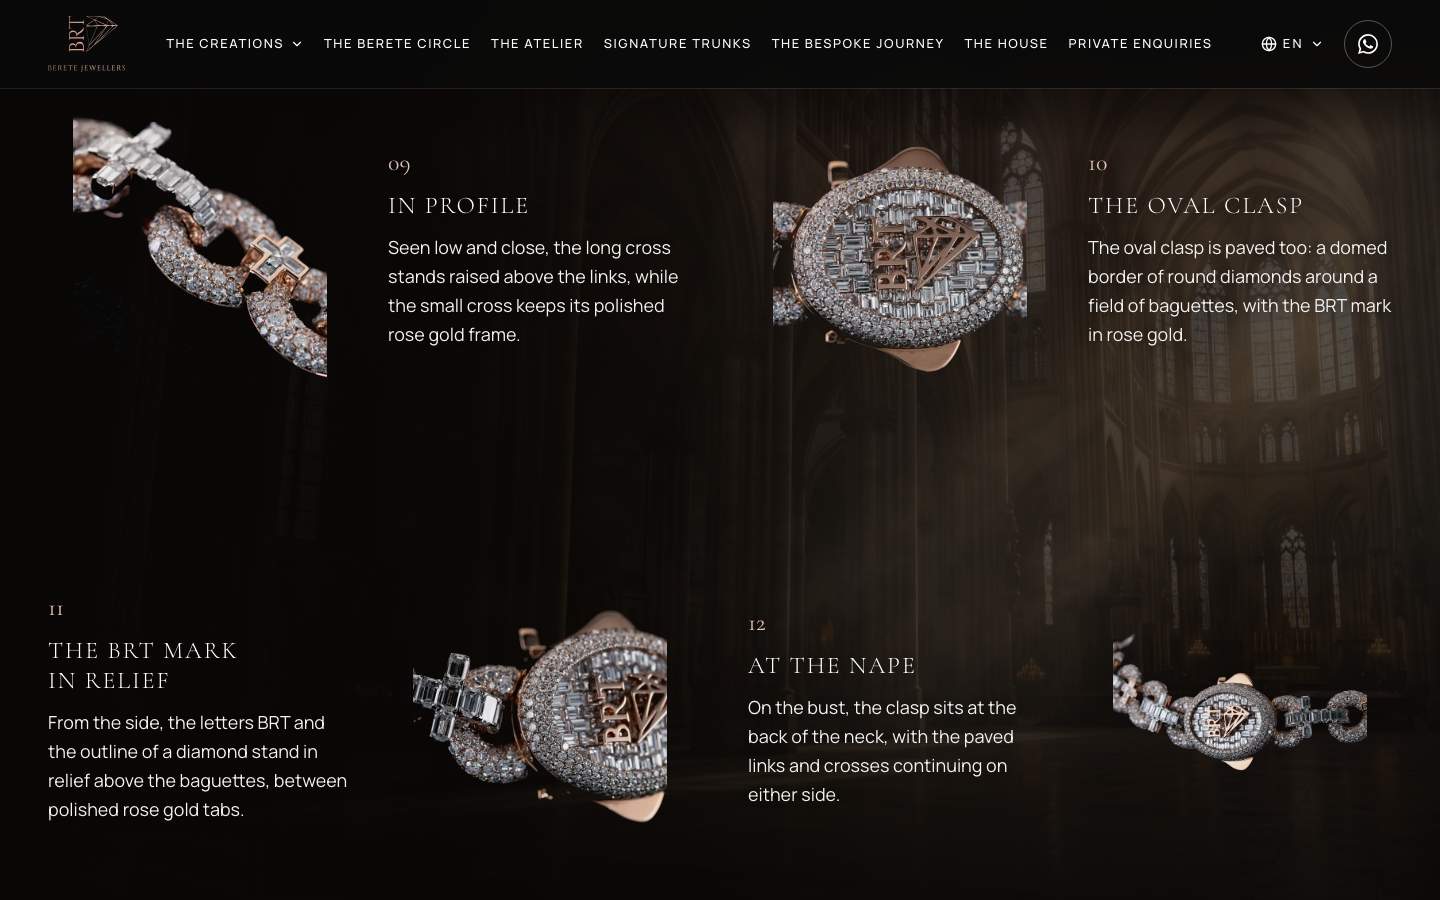 BRT
BERETE JEWELLERS
THE CREATIONS
THE BERETE CIRCLE
THE ATELIER
SIGNATURE TRUNKS
THE BESPOKE JOURNEY
THE HOUSE
PRIVATE ENQUIRIES
EN
09
IN PROFILE
Seen low and close, the long cross
stands raised above the links, while
the small cross keeps its polished
rose gold frame.
BRT
10
THE OVAL CLASP
The oval clasp is paved too: a domed
border of round diamonds around a
field of baguettes, with the BRT mark
in rose gold.
11
THE BRT MARK
IN RELIEF
From the side, the letters BRT and
the outline of a diamond stand in
relief above the baguettes, between
polished rose gold tabs.
BRT
12
AT THE NAPE
On the bust, the clasp sits at the
back of the neck, with the paved
links and crosses continuing on
either side.
BRT